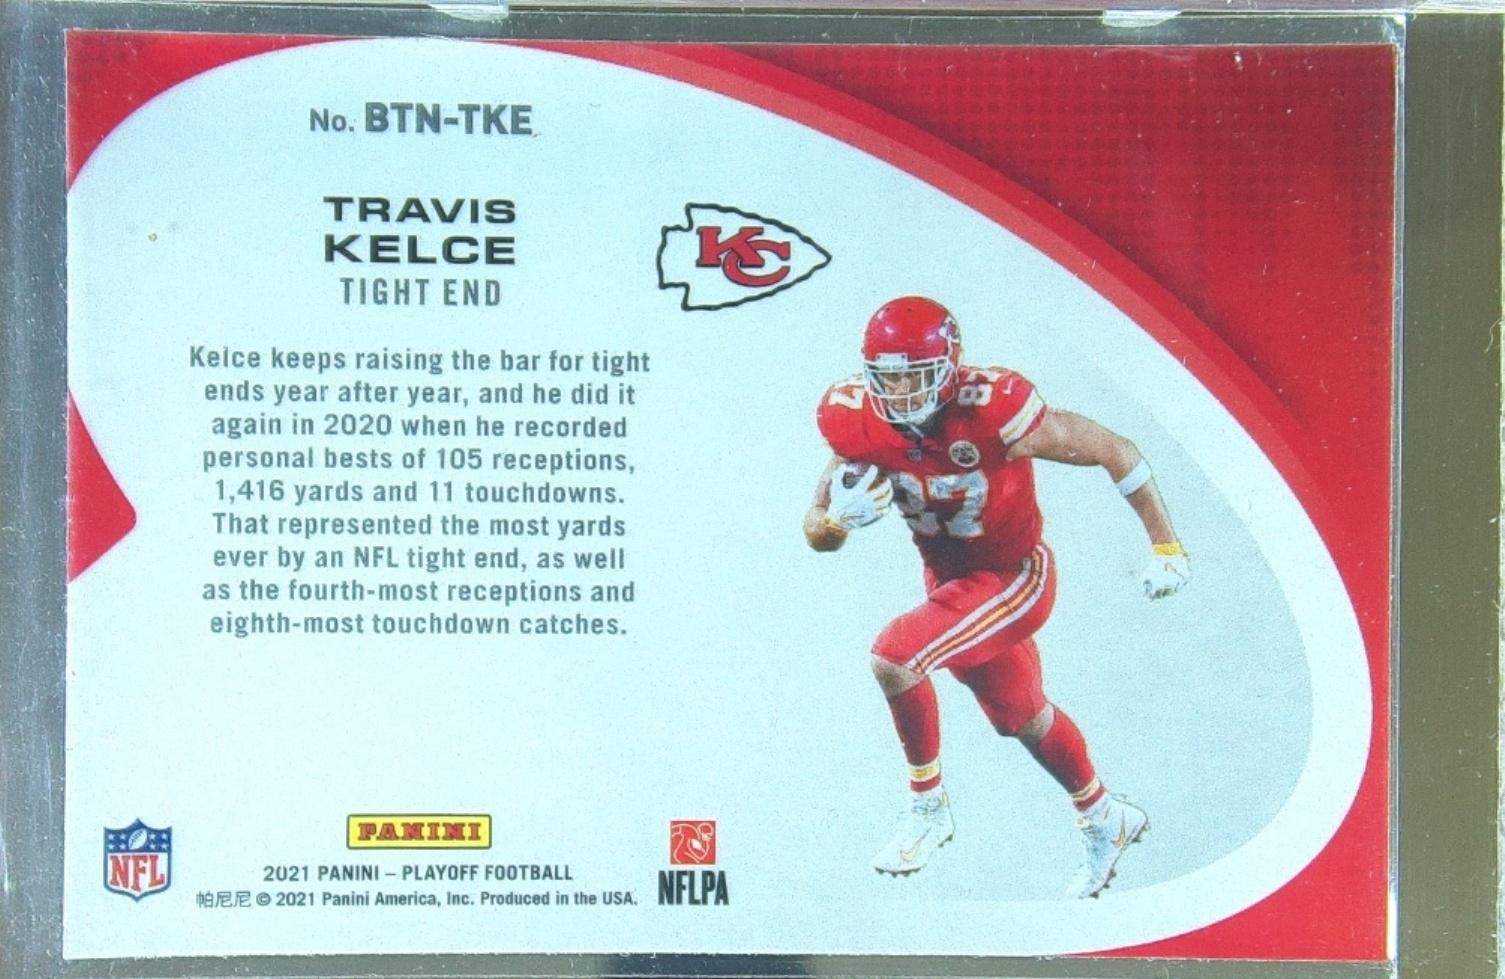 No. BTN-TKE
TRAVIS
KELCE
TIGHT END
KC
Kelce keeps raising the bar for tight
ends year after year, and he did it
again in 2020 when he recorded
personal bests of 105 receptions,
1,416 yards and 11 touchdowns.
That represented the most yards
ever by an NFL tight end, as well
as the fourth-most receptions and
eighth-most touchdown catches.
87
87
87
NFL
PANINI
2021 PANINI – PLAYOFF FOOTBALL
帕尼尼 © 2021 Panini America, Inc. Produced in the USA.
NFLPA